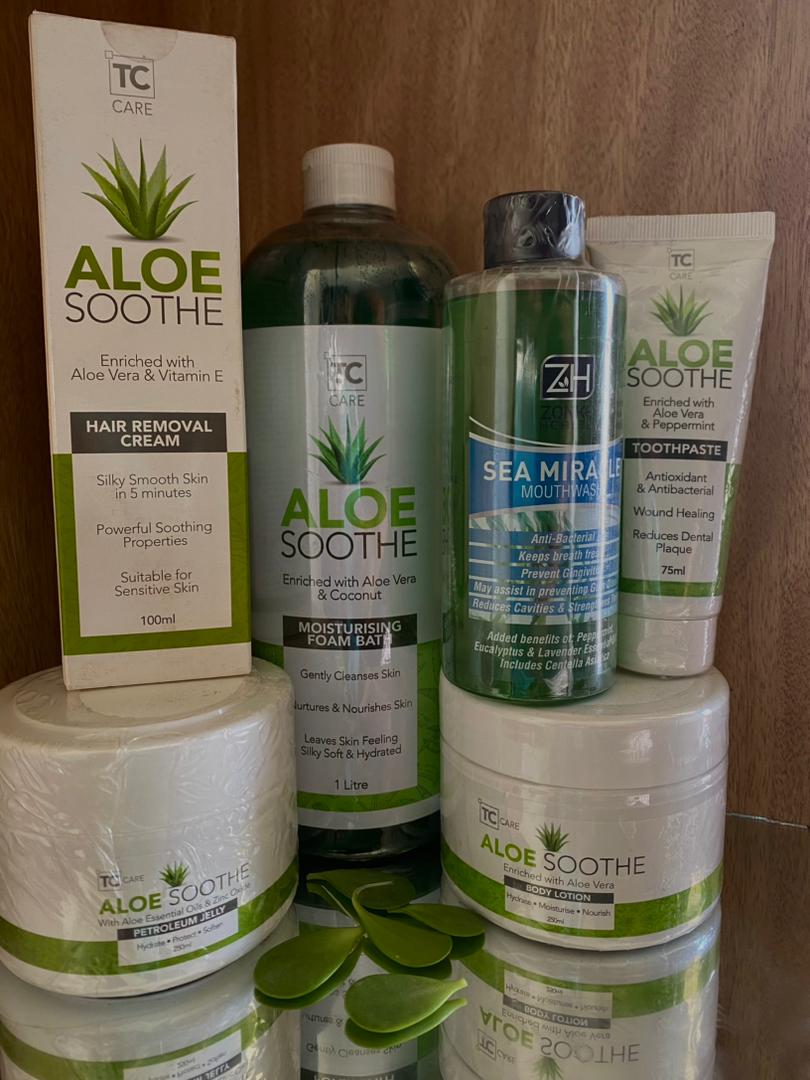 TC
CARE
ALOE
SOOTHE
Enriched with
Aloe Vera & Vitamin E
HAIR REMOVAL
CREAM
Silky Smooth Skin
in 5 minutes
Powerful Soothing
Properties
Suitable for
Sensitive Skin
100ml
TC
CARE
ALOE
SOOTHE
Enriched with Aloe Vera
& Coconut
MOISTURISING
FOAM BATH
Gently Cleanses Skin
Nurtures & Nourishes Skin
Leaves Skin Feeling
Silky Soft & Hydrated
1 Litre
ZH
SEA MIRACLE
MOUTHWASH
Anti-Bacterial
Keeps breath
Prevent
May assist in preventing
Reduces Cavities &
Added benefits of:
Eucalyptus & Lavender
Includes Centella
TC
CARE
ALOE
SOOTHE
Enriched with
Aloe Vera
& Peppermint
TOOTHPASTE
Antioxidant
& Antibacterial
Wound Healing
Reduces Dental
Plaque
75ml
TC CARE
ALOE SOOTHE
With Aloe Essential Oils & Zinc Oxide
PETROLEUM JELLY
Hydrate • Protect • Soften
250ml
TC CARE
ALOE SOOTHE
Enriched with Aloe Vera
BODY LOTION
Hydrate • Moisturise • Nourish
250ml